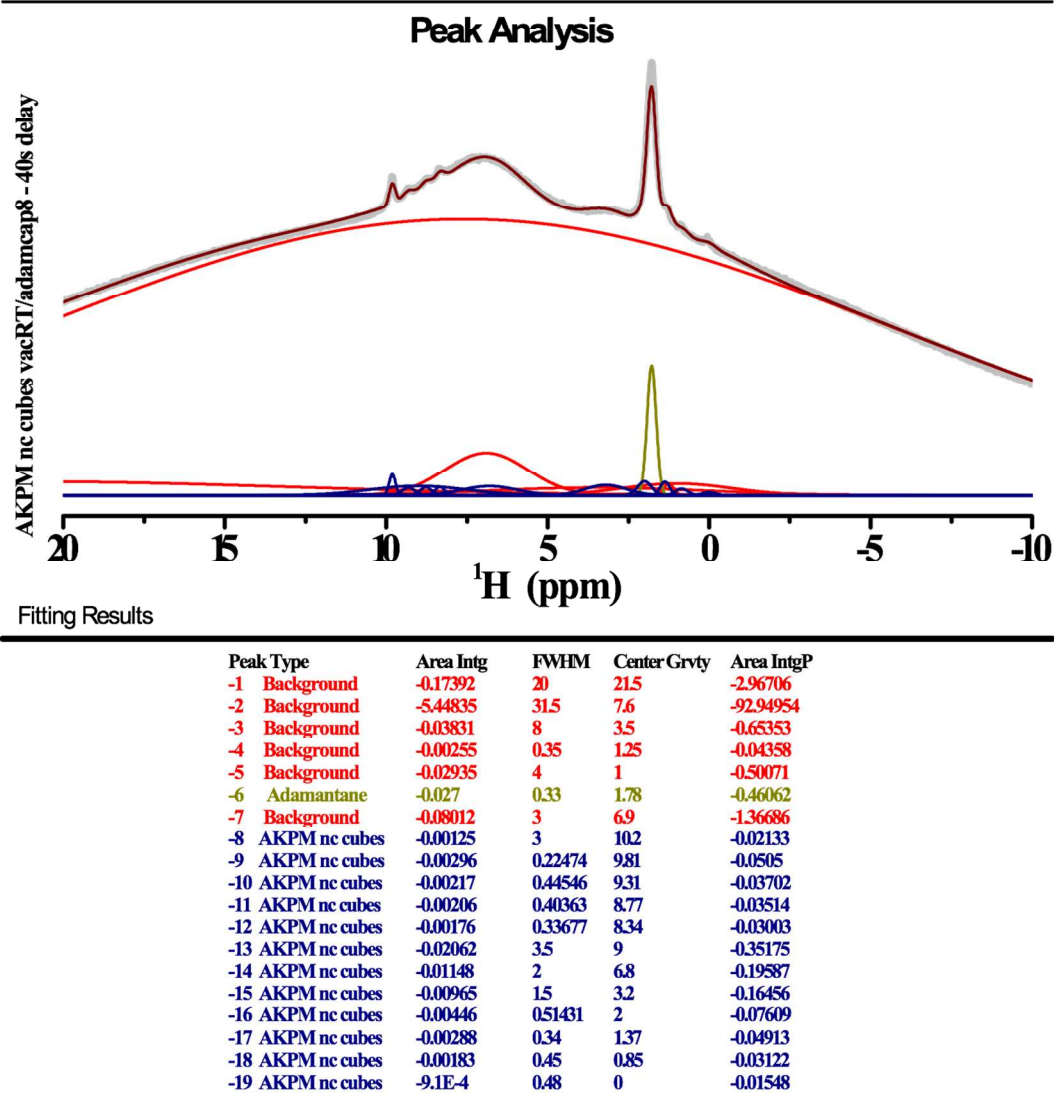 Peak Analysis
AKPM nc cubes vacRT/adamcap8 - 40s delay
20 15 10 5 0 -5 -10
¹H (ppm)
Fitting Results
Peak Type Area Intg FWHM Center Grvty Area IntgP
-1 Background -0.17392 20 21.5 -2.96706
-2 Background -5.44835 31.5 7.6 -92.94954
-3 Background -0.03831 8 3.5 -0.65353
-4 Background -0.00255 0.35 1.25 -0.04358
-5 Background -0.02935 4 1 -0.50071
-6 Adamantane -0.027 0.33 1.78 -0.46062
-7 Background -0.08012 3 6.9 -1.36686
-8 AKPM nc cubes -0.00125 3 10.2 -0.02133
-9 AKPM nc cubes -0.00296 0.22474 9.81 -0.0505
-10 AKPM nc cubes -0.00217 0.44546 9.31 -0.03702
-11 AKPM nc cubes -0.00206 0.40363 8.77 -0.03514
-12 AKPM nc cubes -0.00176 0.33677 8.34 -0.03003
-13 AKPM nc cubes -0.02062 3.5 9 -0.35175
-14 AKPM nc cubes -0.01148 2 6.8 -0.19587
-15 AKPM nc cubes -0.00965 1.5 3.2 -0.16456
-16 AKPM nc cubes -0.00446 0.51431 2 -0.07609
-17 AKPM nc cubes -0.00288 0.34 1.37 -0.04913
-18 AKPM nc cubes -0.00183 0.45 0.85 -0.03122
-19 AKPM nc cubes -9.1E-4 0.48 0 -0.01548